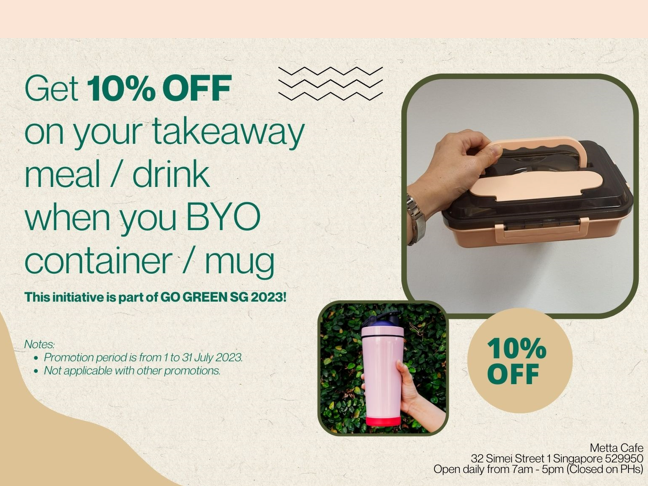 Get 10% OFF
on your takeaway
meal / drink
when you BYO
container / mug
This initiative is part of GO GREEN SG 2023!
Notes:
• Promotion period is from 1 to 31 July 2023.
• Not applicable with other promotions.
10%
OFF
Metta Cafe
32 Simei Street 1 Singapore 529950
Open daily from 7am - 5pm (Closed on PHs)